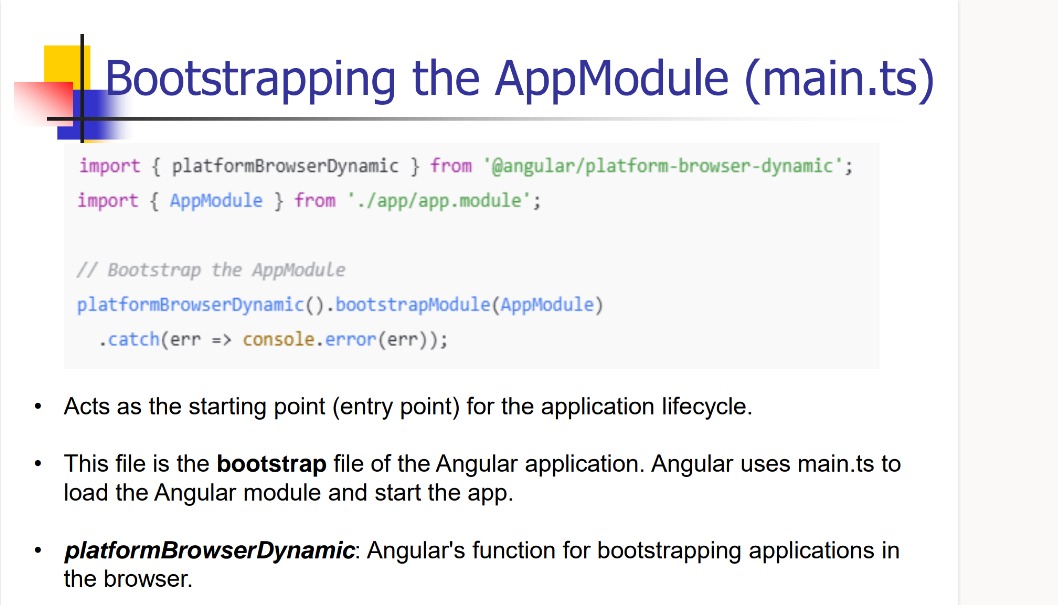 Bootstrapping the AppModule (main.ts)
import { platformBrowserDynamic } from '@angular/platform-browser-dynamic';
import { AppModule } from './app/app.module';
// Bootstrap the AppModule
platformBrowserDynamic().bootstrapModule(AppModule)
.catch(err => console.error(err));
• Acts as the starting point (entry point) for the application lifecycle.
• This file is the bootstrap file of the Angular application. Angular uses main.ts to
load the Angular module and start the app.
• platformBrowserDynamic: Angular's function for bootstrapping applications in
the browser.